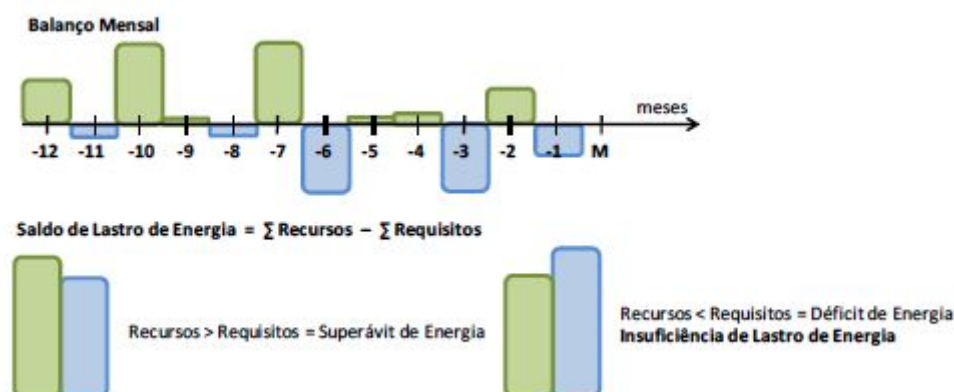 Balanço Mensal
meses
-12 -11 -10 -9 -8 -7 -6 -5 -4 -3 -2 -1 M
Saldo de Lastro de Energia = ∑ Recursos – ∑ Requisitos
Recursos > Requisitos = Superávit de Energia
Recursos < Requisitos = Déficit de Energia
Insuficiência de Lastro de Energia